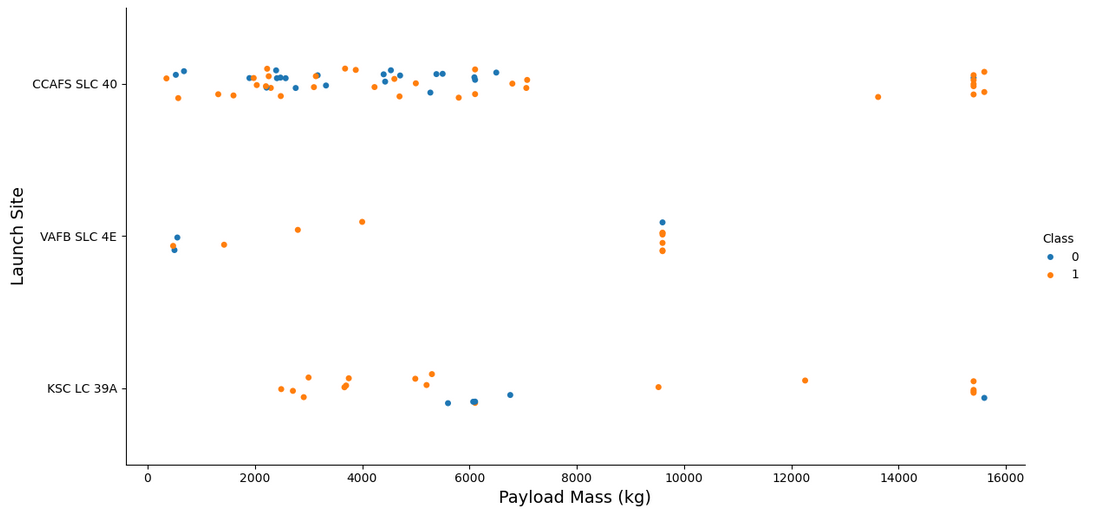 CCAFS SLC 40
VAFB SLC 4E
KSC LC 39A
Launch Site
0
2000
4000
6000
8000
10000
12000
14000
16000
Payload Mass (kg)
Class
0
1